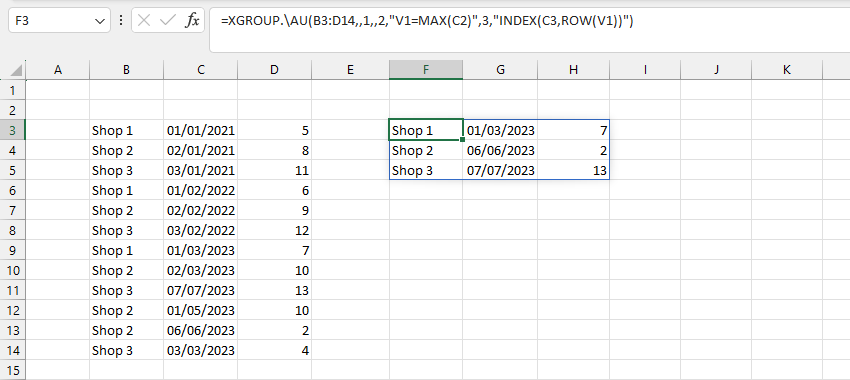 F3 fx =XGROUP.\AU(B3:D14,,1,,2,"V1=MAX(C2)",3,"INDEX(C3,ROW(V1))")
A B C D E F G H I J K
1
2
3 Shop 1 01/01/2021 5 Shop 1 01/03/2023 7
4 Shop 2 02/01/2021 8 Shop 2 06/06/2023 2
5 Shop 3 03/01/2021 11 Shop 3 07/07/2023 13
6 Shop 1 01/02/2022 6
7 Shop 2 02/02/2022 9
8 Shop 3 03/02/2022 12
9 Shop 1 01/03/2023 7
10 Shop 2 02/03/2023 10
11 Shop 3 07/07/2023 13
12 Shop 2 01/05/2023 10
13 Shop 2 06/06/2023 2
14 Shop 3 03/03/2023 4
15